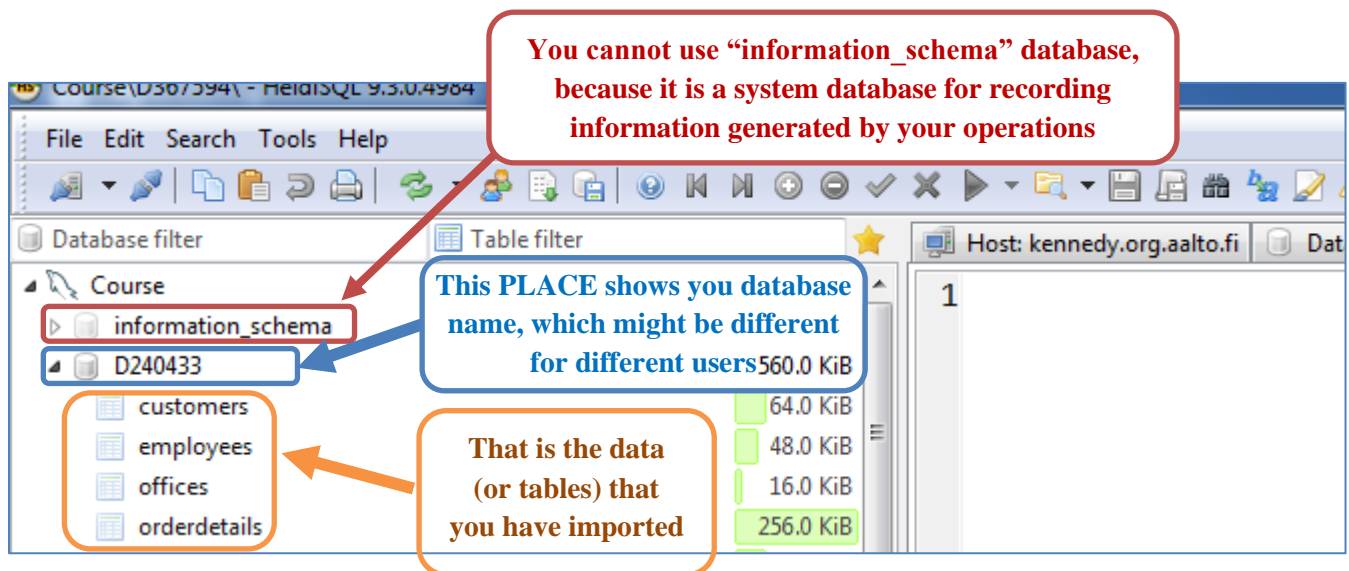 You cannot use “information_schema” database,
because it is a system database for recording
information generated by your operations
Course\D367594\ - HeidiSQL 9.3.0.4984
File Edit Search Tools Help
Database filter
Table filter
Host: kennedy.org.aalto.fi
Dat
Course
information_schema
D240433
560.0 KiB
This PLACE shows you database
name, which might be different
for different users
1
customers
64.0 KiB
employees
48.0 KiB
offices
16.0 KiB
orderdetails
256.0 KiB
That is the data
(or tables) that
you have imported